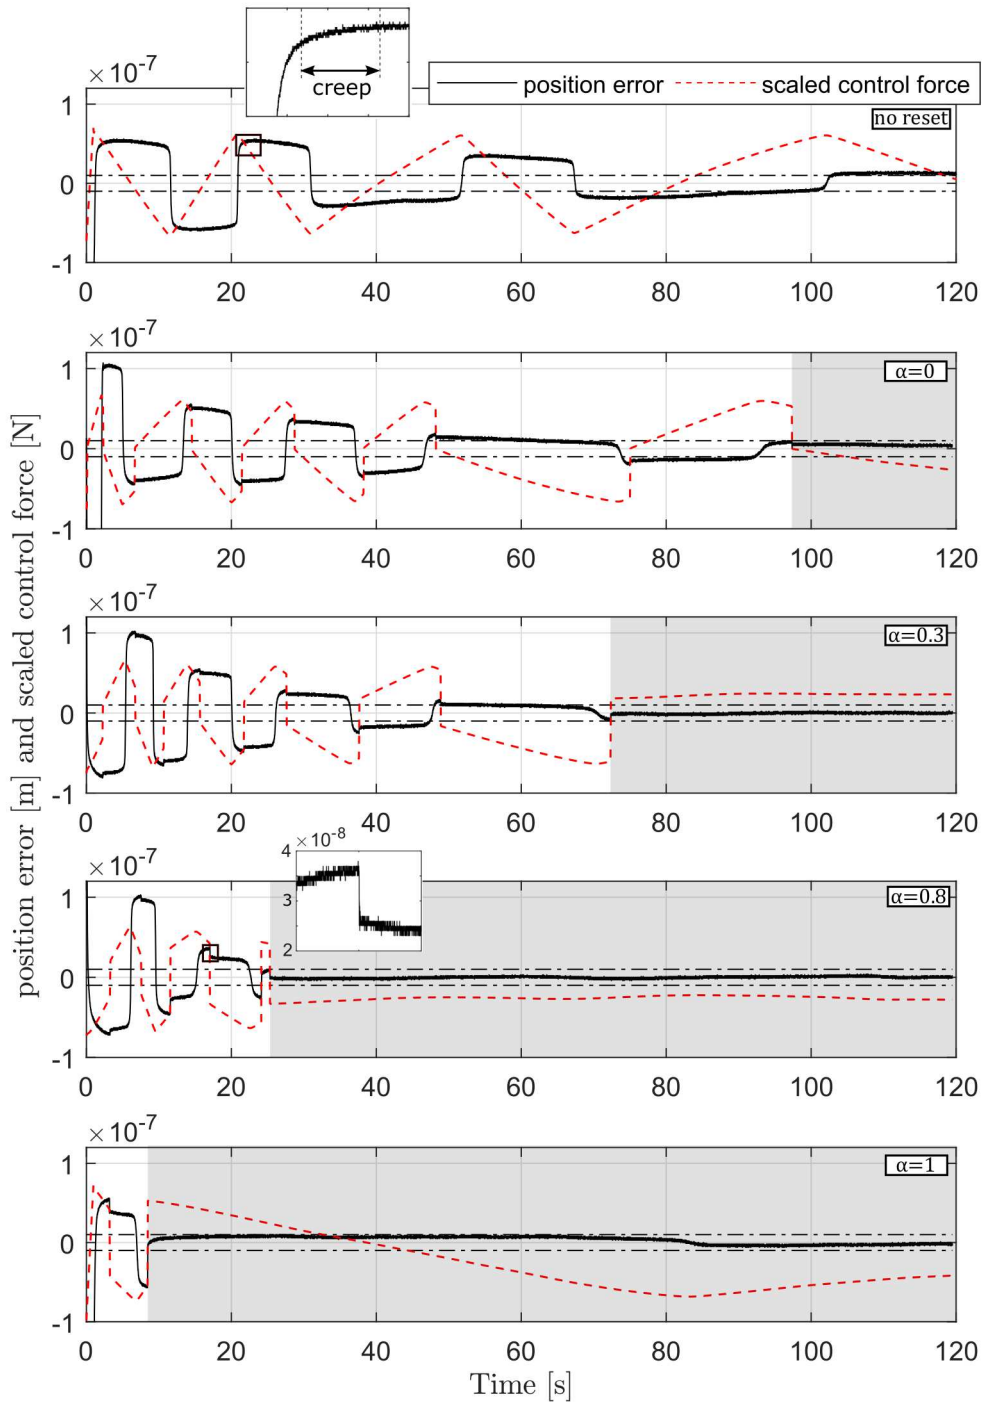 creep
×10-7
position error scaled control force
no reset
1
0
-1
0 20 40 60 80 100 120
×10-7
α=0
1
0
-1
0 20 40 60 80 100 120
×10-7
α=0.3
1
0
-1
0 20 40 60 80 100 120
×10-7
×10-8
4
3
2
α=0.8
1
0
-1
0 20 40 60 80 100 120
×10-7
α=1
1
0
-1
0 20 40 60 80 100 120
Time [s]
position error [m] and scaled control force [N]